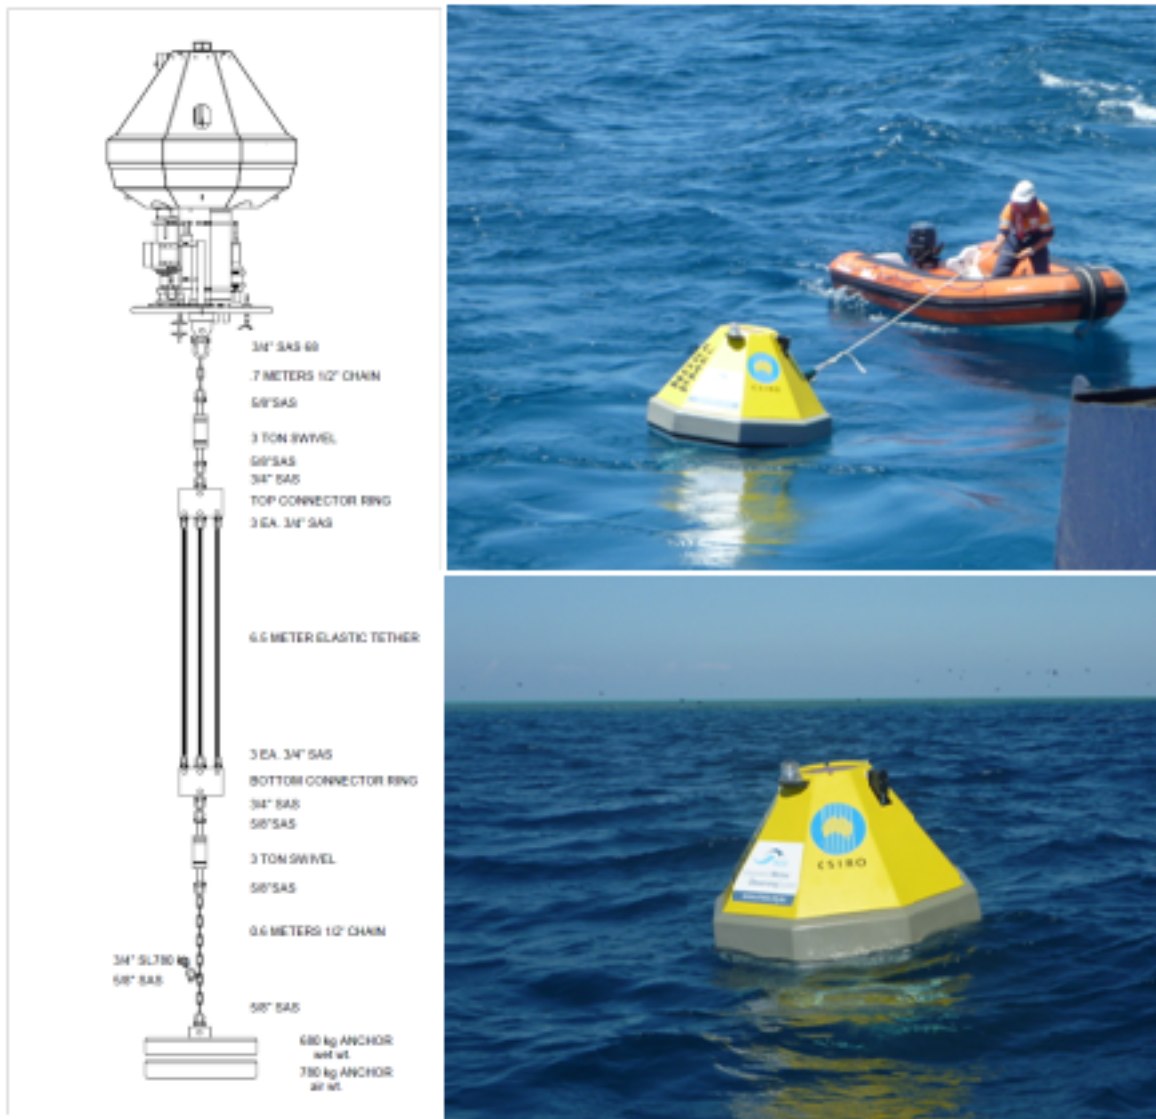 3/4" SAS 60
.7 METERS 1/2" CHAIN
5/8"SAS
3 TON SWIVEL
5/8"SAS
3/4" SAS
TOP CONNECTOR RING
3 EA. 3/4" SAS
6.5 METER ELASTIC TETHER
3 EA. 3/4" SAS
BOTTOM CONNECTOR RING
3/4" SAS
5/8"SAS
3 TON SWIVEL
5/8"SAS
0.6 METERS 1/2" CHAIN
3/4" SL780 kg
5/8" SAS
5/8" SAS
680 kg ANCHOR
wet wt.
780 kg ANCHOR
air wt.
CSIRO
CSIRO